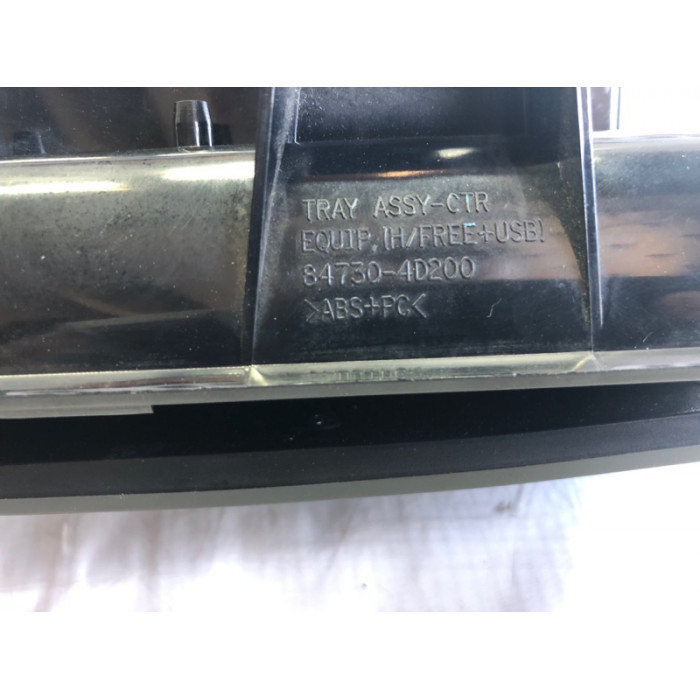 TRAY ASSY-CTR
EQUIP.(H/FREE+USB)
84730-4D200
>ABS+PC<